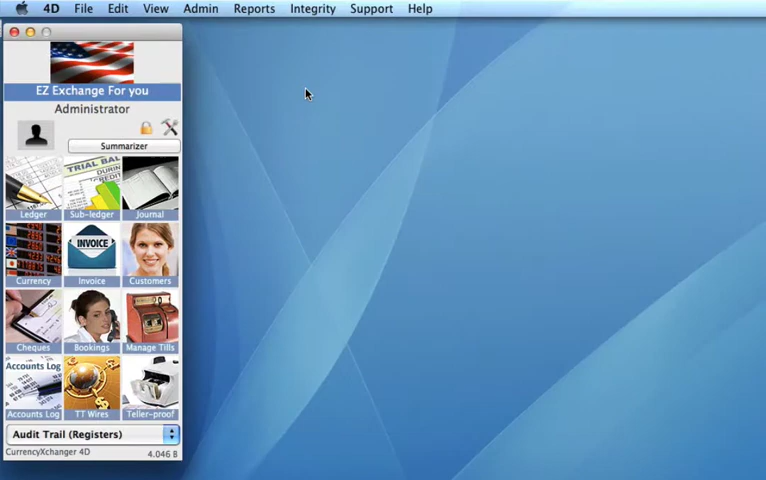 4D File Edit View Admin Reports Integrity Support Help
EZ Exchange For you
Administrator
Summarizer
TRIAL BAL
DURIN
CREDIT
Ledger Sub-ledger Journal
INVOICE
Currency Invoice Customers
Cheques Bookings Manage Tills
Accounts Log
Accounts Log TT Wires Teller-proof
Audit Trail (Registers)
CurrencyXchanger 4D 4.046 B